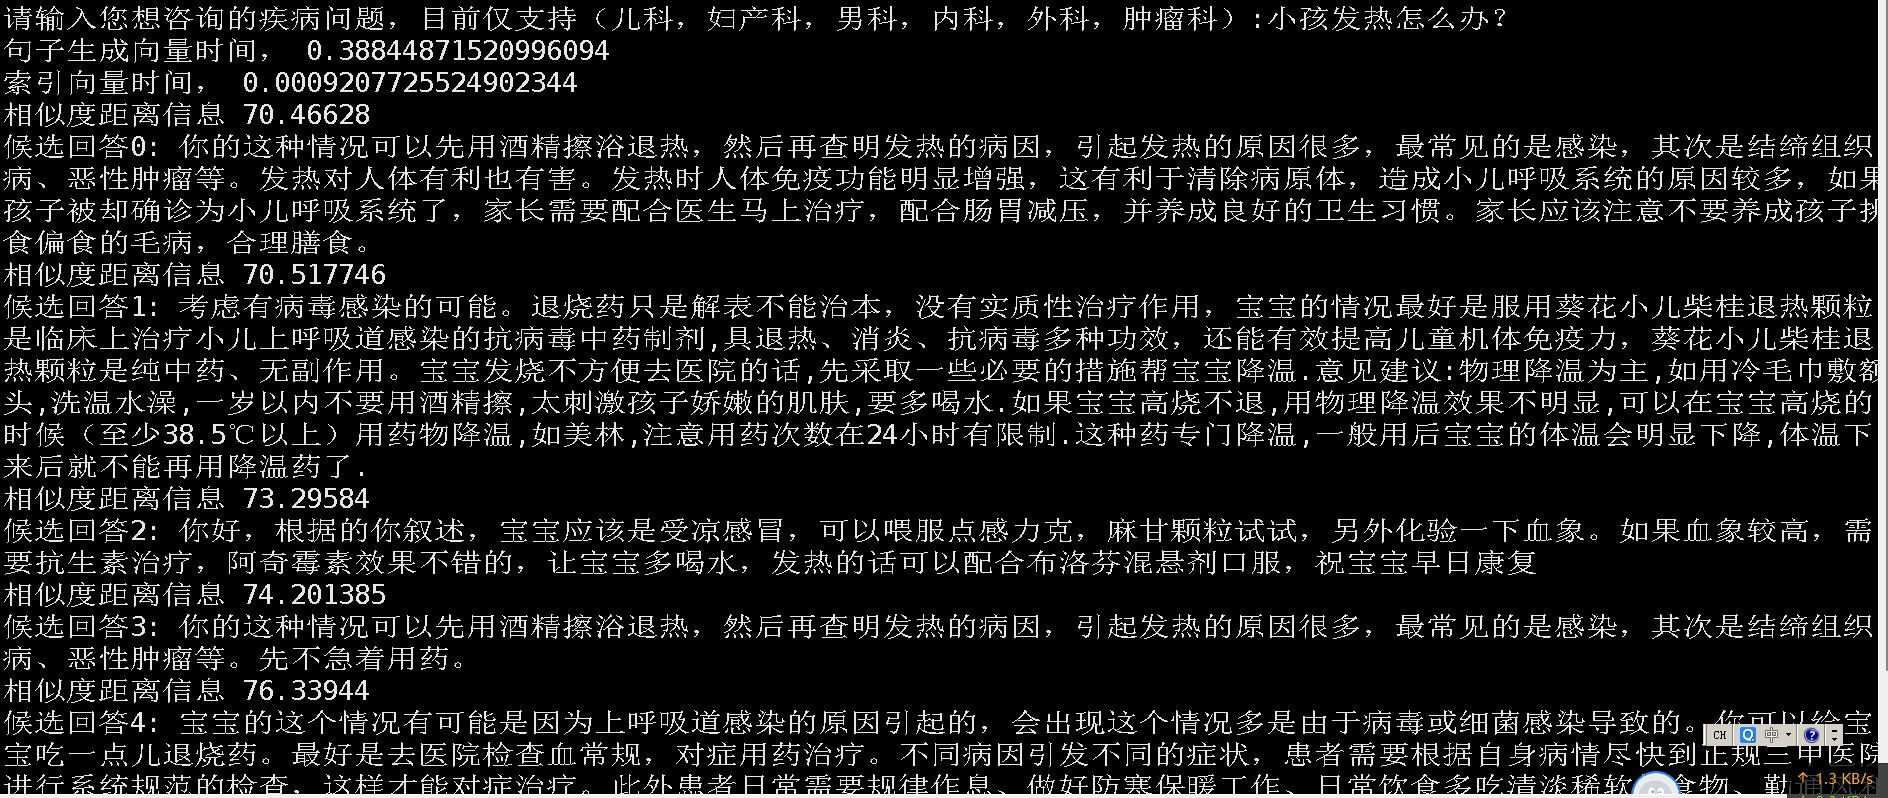 请输入您想咨询的疾病问题，目前仅支持（儿科，妇产科，男科，内科，外科，肿瘤科）:小孩发热怎么办？
句子生成向量时间， 0.38844871520996094
索引向量时间， 0.0009207725524902344
相似度距离信息 70.46628
候选回答0: 你的这种情况可以先用酒精擦浴退热，然后再查明发热的病因，引起发热的原因很多，最常见的是感染，其次是结缔组织
病、恶性肿瘤等。发热对人体有利也有害。发热时人体免疫功能明显增强，这有利于清除病原体，造成小儿呼吸系统的原因较多，如果
孩子被却确诊为小儿呼吸系统了，家长需要配合医生马上治疗，配合肠胃减压，并养成良好的卫生习惯。家长应该注意不要养成孩子挑
食偏食的毛病，合理膳食。
相似度距离信息 70.517746
候选回答1: 考虑有病毒感染的可能。退烧药只是解表不能治本，没有实质性治疗作用，宝宝的情况最好是服用葵花小儿柴桂退热颗粒
是临床上治疗小儿上呼吸道感染的抗病毒中药制剂,具退热、消炎、抗病毒多种功效，还能有效提高儿童机体免疫力，葵花小儿柴桂退
热颗粒是纯中药、无副作用。宝宝发烧不方便去医院的话,先采取一些必要的措施帮宝宝降温.意见建议:物理降温为主,如用冷毛巾敷额
头,洗温水澡,一岁以内不要用酒精擦,太刺激孩子娇嫩的肌肤,要多喝水.如果宝宝高烧不退,用物理降温效果不明显,可以在宝宝高烧的
时候（至少38.5℃以上）用药物降温,如美林,注意用药次数在24小时有限制.这种药专门降温,一般用后宝宝的体温会明显下降,体温下
来后就不能再用降温药了.
相似度距离信息 73.29584
候选回答2: 你好，根据的你叙述，宝宝应该是受凉感冒，可以喂服点感力克，麻甘颗粒试试，另外化验一下血象。如果血象较高，需
要抗生素治疗，阿奇霉素效果不错的，让宝宝多喝水，发热的话可以配合布洛芬混悬剂口服，祝宝宝早日康复
相似度距离信息 74.201385
候选回答3: 你的这种情况可以先用酒精擦浴退热，然后再查明发热的病因，引起发热的原因很多，最常见的是感染，其次是结缔组织
病、恶性肿瘤等。先不急着用药。
相似度距离信息 76.33944
候选回答4: 宝宝的这个情况有可能是因为上呼吸道感染的原因引起的，会出现这个情况多是由于病毒或细菌感染导致的。你可以给宝
宝吃一点儿退烧药。最好是去医院检查血常规，对症用药治疗。不同病因引发不同的症状，患者需要根据自身病情尽快到正规三甲医院
进行系统规范的检查，这样才能对症治疗。此外患者日常需要规律作息、做好防寒保暖工作、日常饮食多吃清淡稀软 食物、勤
CH 中
1.3 KB/s